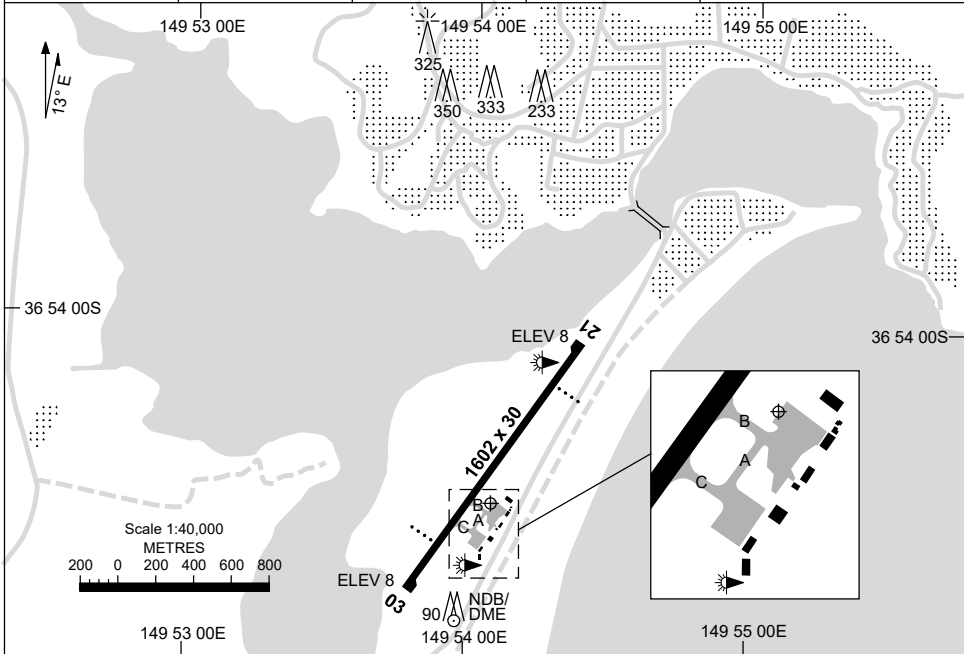 149 53 00E
149 54 00E
149 55 00E
13° E
325
350
333
233
36 54 00S
36 54 00S
ELEV 8
21
1602 x 30
B
A
C
B
A
C
Scale 1:40,000
METRES
200 0 200 400 600 800
ELEV 8
03
90
NDB/
DME
149 53 00E
149 54 00E
149 55 00E